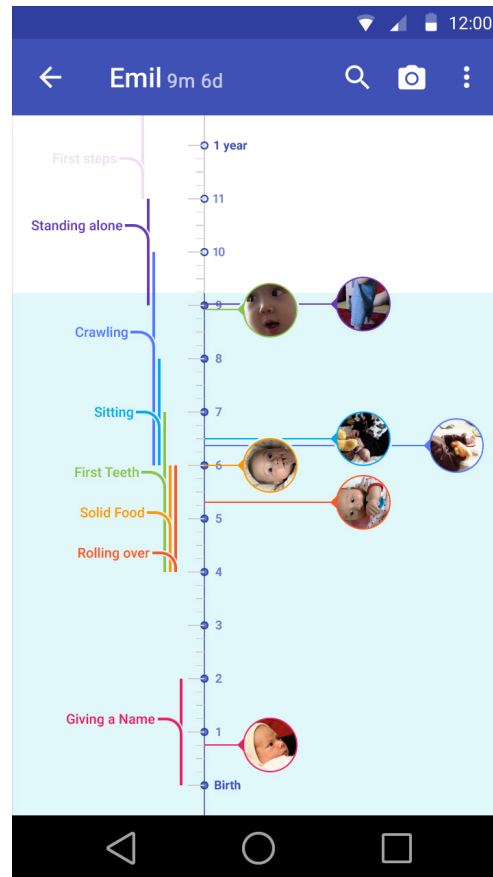 12:00
Emil 9m 6d
1 year
First steps
11
Standing alone
10
9
Crawling
8
Sitting
7
6
First Teeth
Solid Food
5
Rolling over
4
3
2
Giving a Name
1
Birth